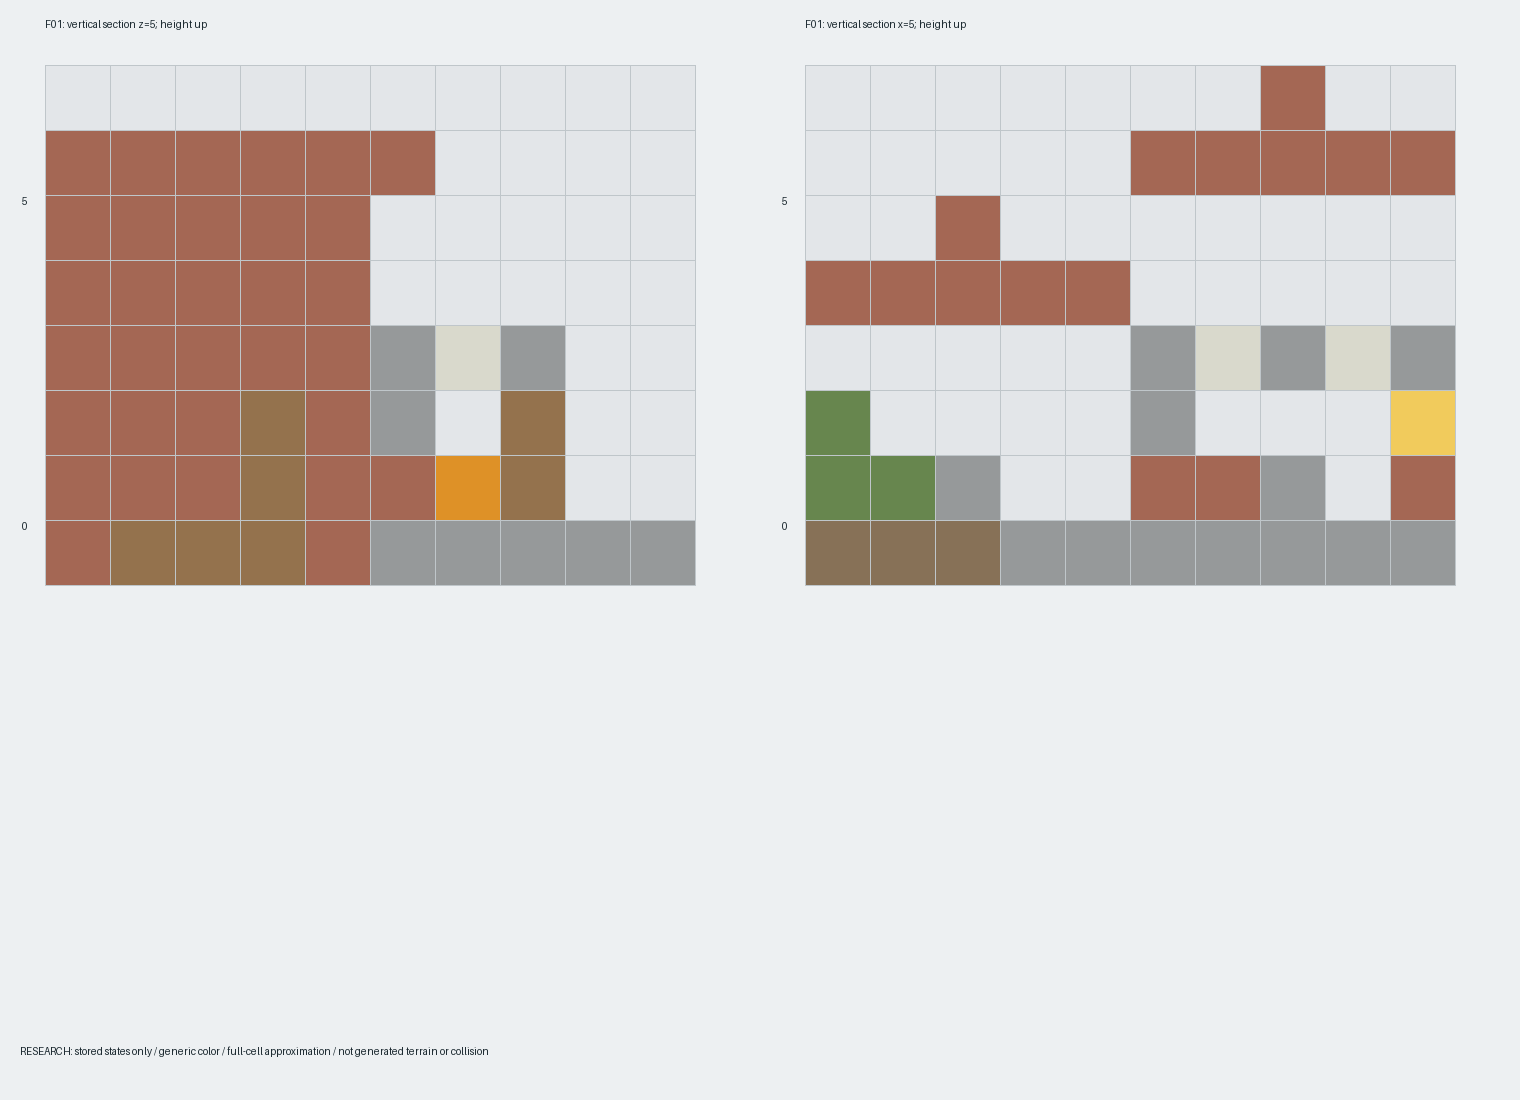 F01: vertical section z=5; height up
F01: vertical section x=5; height up
5
5
0
0
RESEARCH: stored states only / generic color / full-cell approximation / not generated terrain or collision